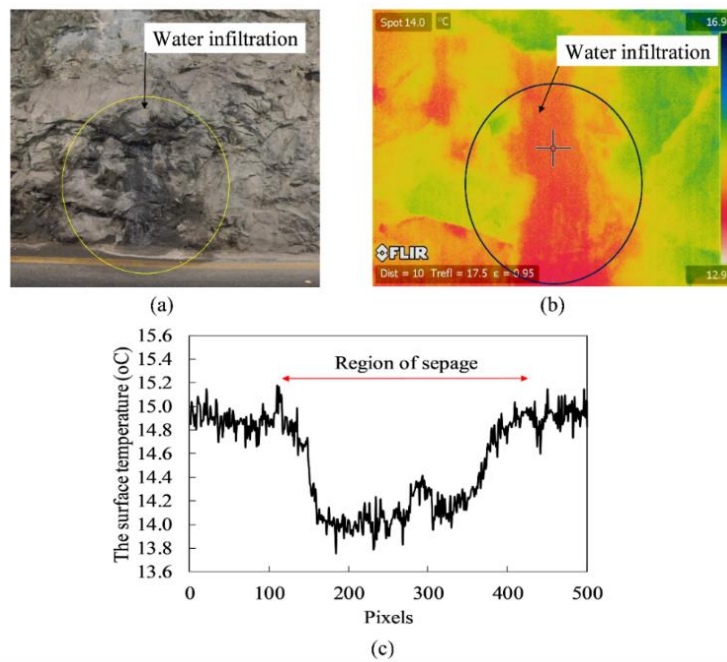 Water infiltration
(a)
Spot 14.0 °C
16.9
Water infiltration
FLIR
Dist = 10 Trefl = 17.5 ε = 0.95
12.9
(b)
15.6
15.4
15.2
15.0
14.8
14.6
14.4
14.2
14.0
13.8
13.6
The surface temperature (oC)
Region of sepage
0 100 200 300 400 500
Pixels
(c)